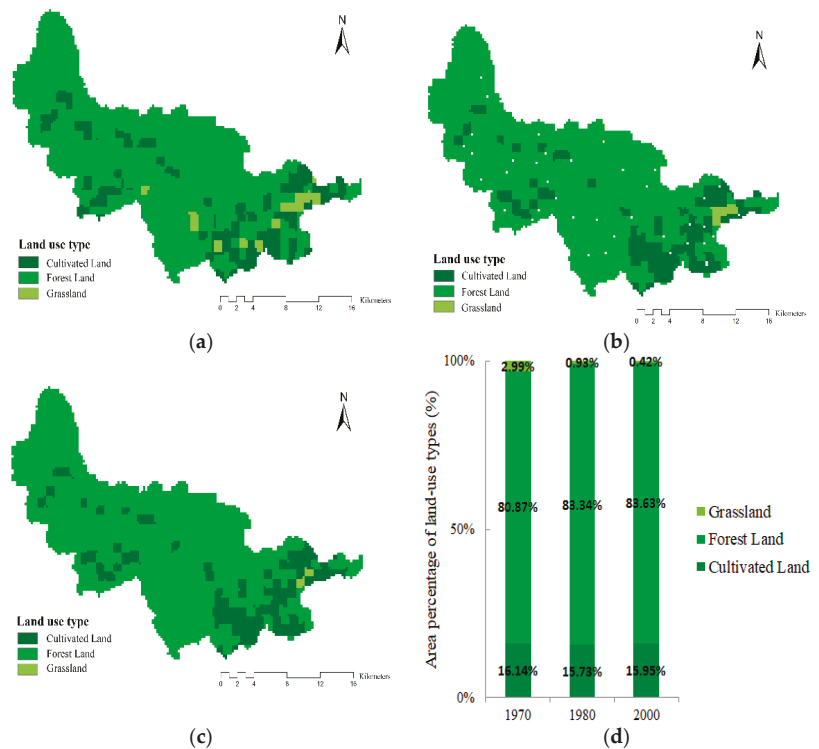 N
Land use type
Cultivated Land
Forest Land
Grassland
0 2 4 8 12 16 Kilometers
(a)
N
Land use type
Cultivated Land
Forest Land
Grassland
0 2 4 8 12 16 Kilometers
(b)
N
Land use type
Cultivated Land
Forest Land
Grassland
0 2 4 8 12 16 Kilometers
(c)
Area percentage of land-use types (%)
100%
50%
0%
2.99% 0.93% 0.42%
80.87% 83.34% 83.63%
16.14% 15.73% 15.95%
1970 1980 2000
Grassland
Forest Land
Cultivated Land
(d)